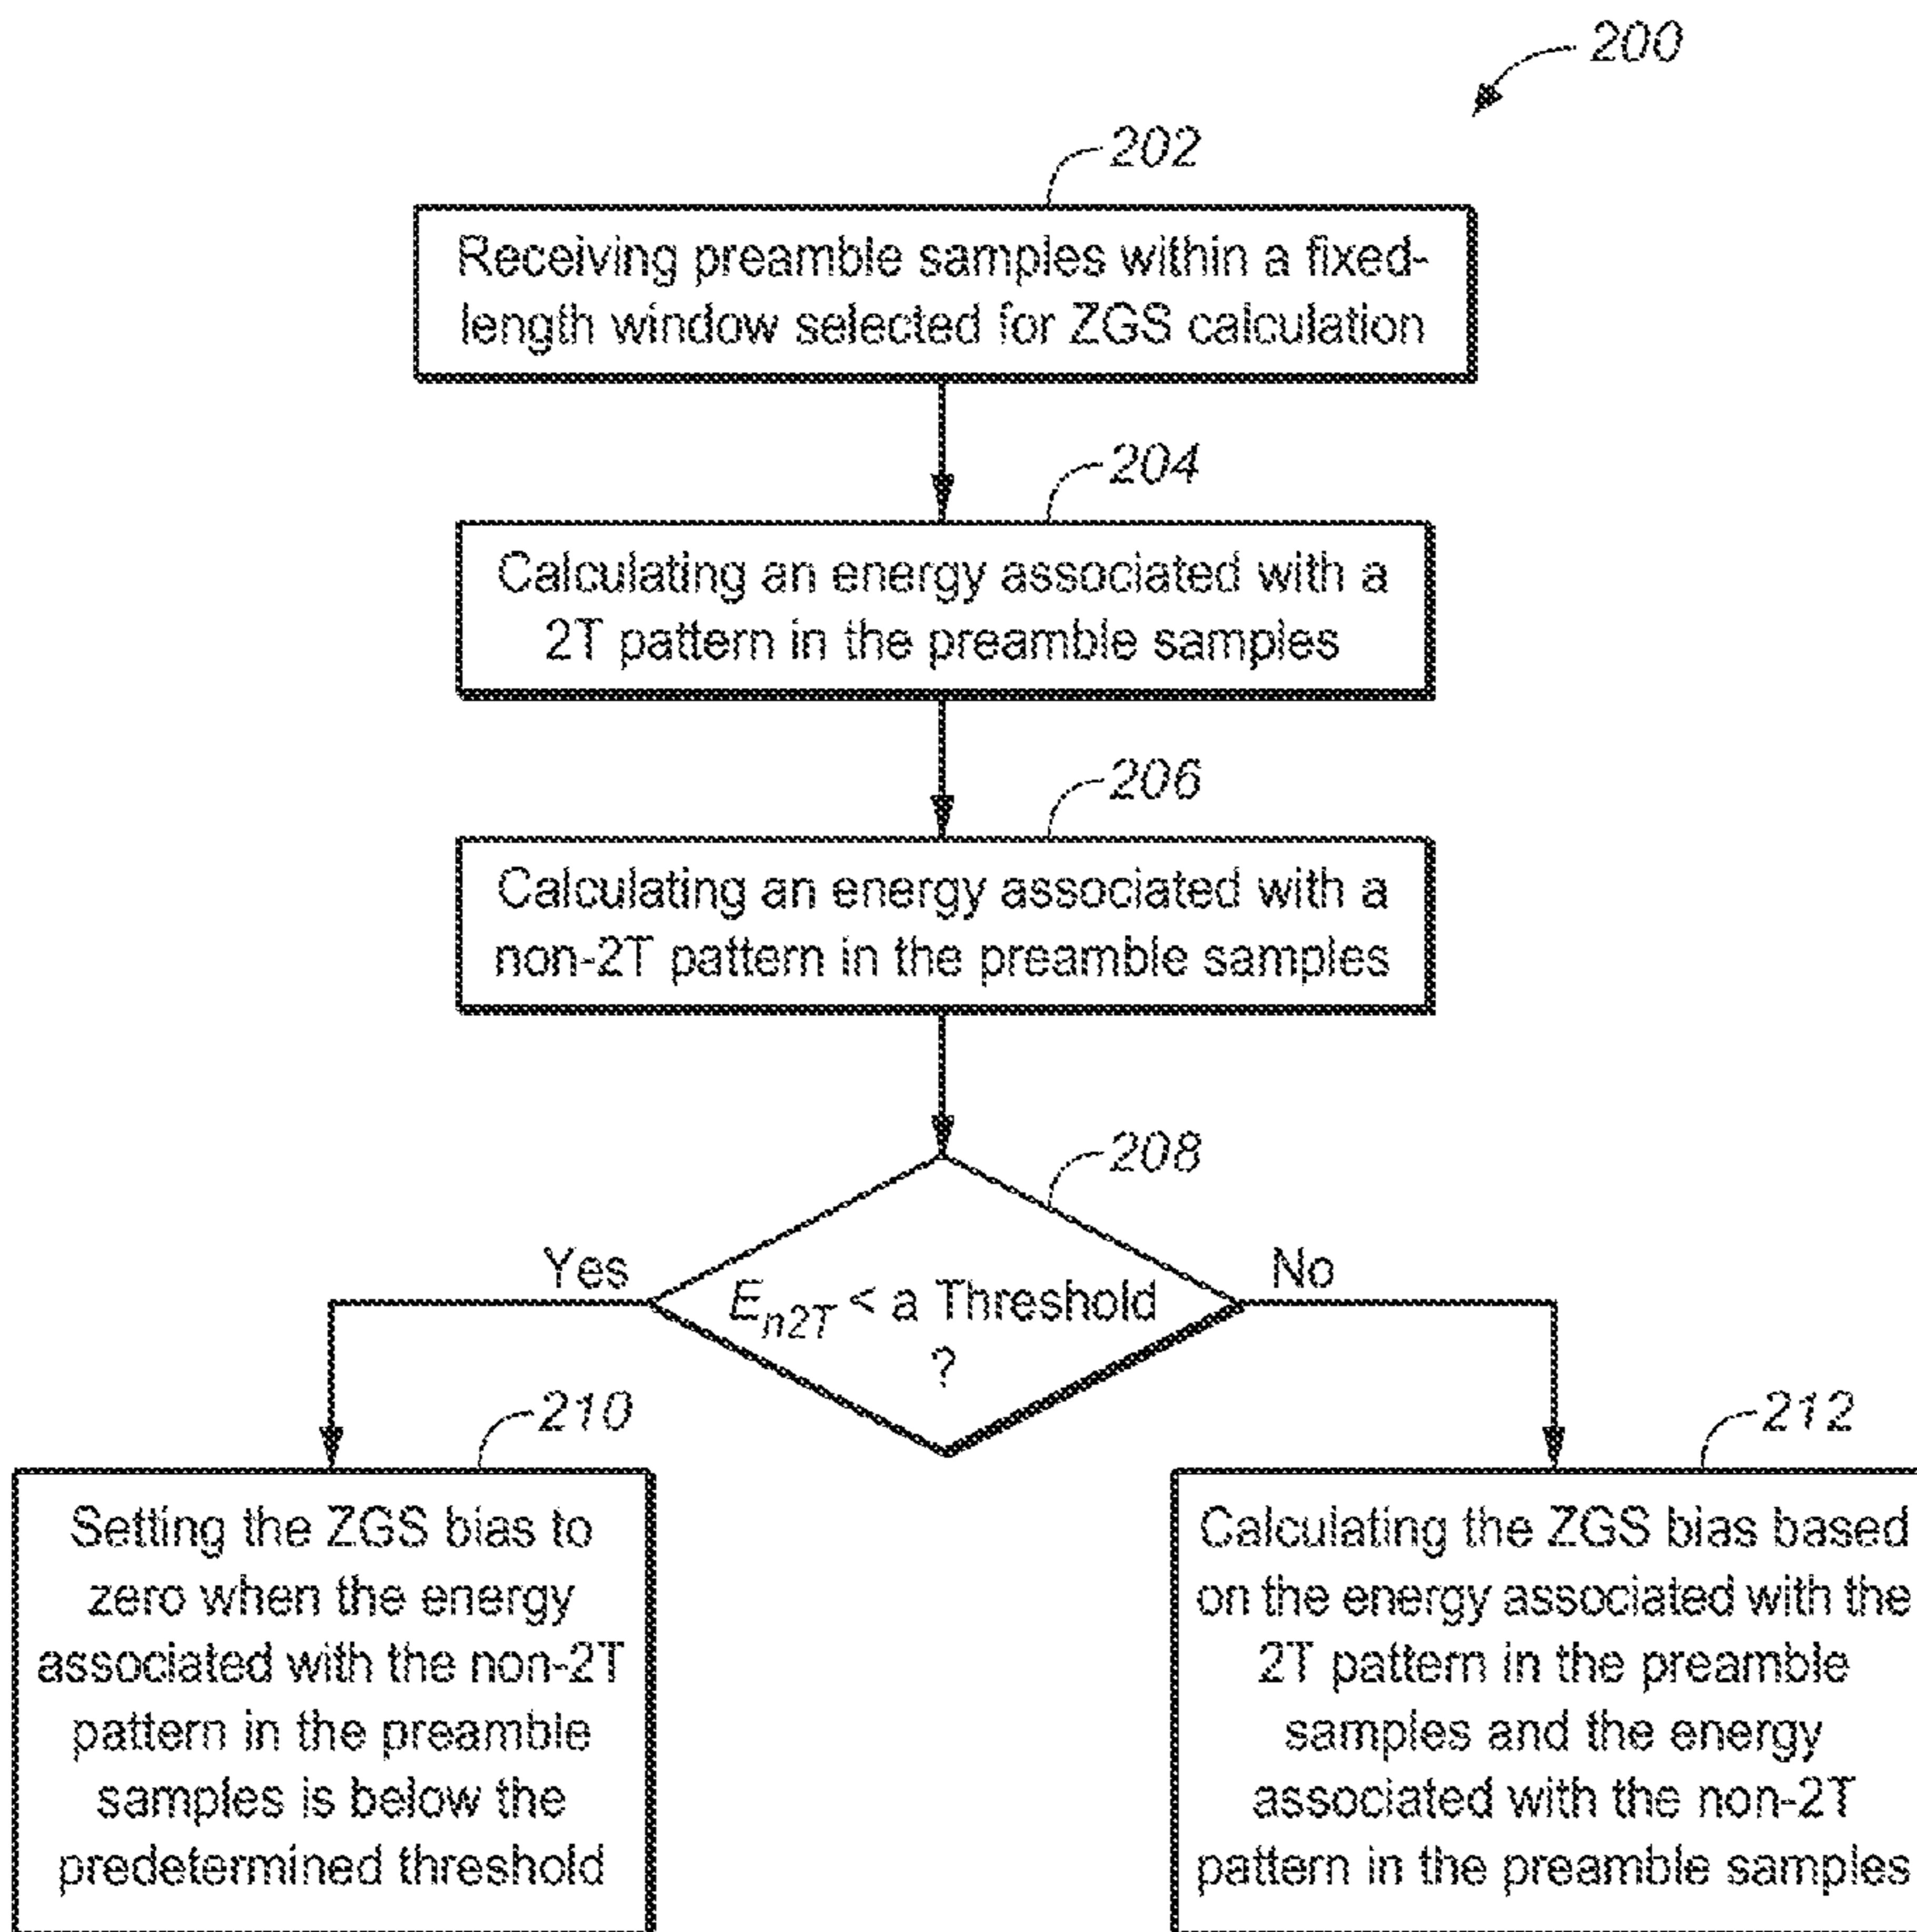 200
202
Receiving preamble samples within a fixed-
length window selected for ZGS calculation
204
Calculating an energy associated with a
2T pattern in the preamble samples
206
Calculating an energy associated with a
non-2T pattern in the preamble samples
208
Yes
E_{n2T} < a Threshold
?
No
210
Setting the ZGS bias to
zero when the energy
associated with the non-2T
pattern in the preamble
samples is below the
predetermined threshold
212
Calculating the ZGS bias based
on the energy associated with the
2T pattern in the preamble
samples and the energy
associated with the non-2T
pattern in the preamble samples